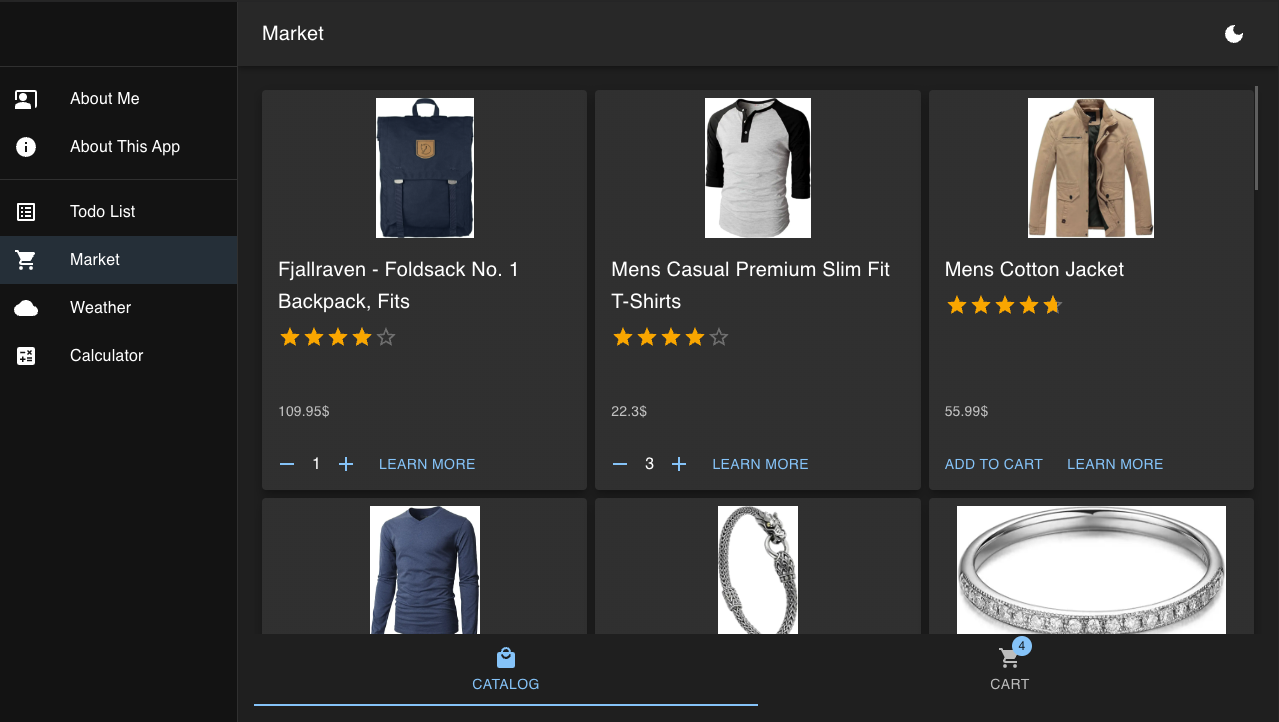 Market
About Me
About This App
Todo List
Market
Weather
Calculator
Fjallraven - Foldsack No. 1
Backpack, Fits
109.95$
1
LEARN MORE
Mens Casual Premium Slim Fit
T-Shirts
22.3$
3
LEARN MORE
Mens Cotton Jacket
55.99$
ADD TO CART
LEARN MORE
CATALOG
4
CART